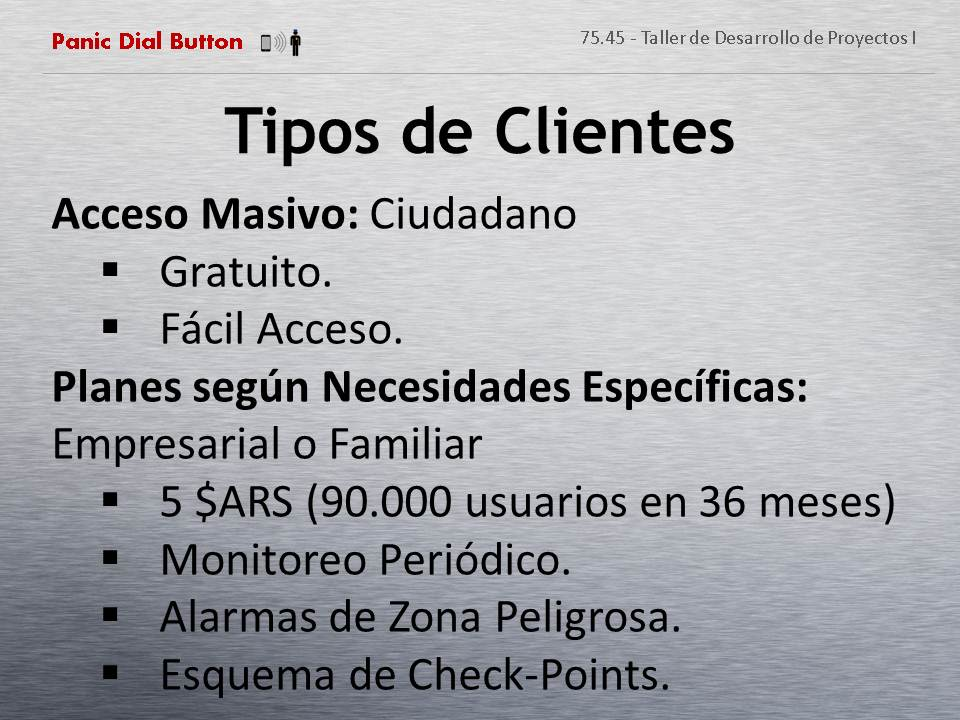 Panic Dial Button
75.45 - Taller de Desarrollo de Proyectos I
Tipos de Clientes
Acceso Masivo: Ciudadano
▪ Gratuito.
▪ Fácil Acceso.
Planes según Necesidades Específicas:
Empresarial o Familiar
▪ 5 $ARS (90.000 usuarios en 36 meses)
▪ Monitoreo Periódico.
▪ Alarmas de Zona Peligrosa.
▪ Esquema de Check-Points.